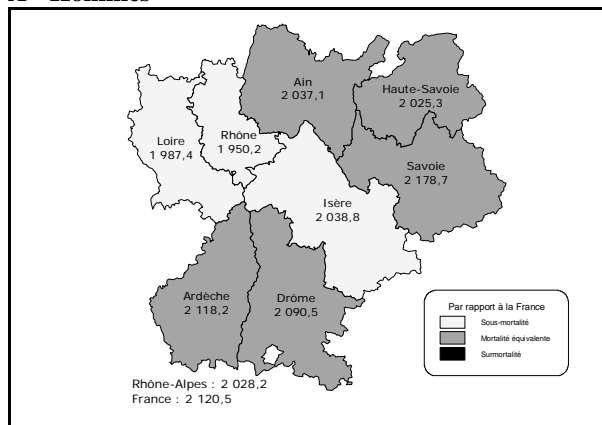 A - Hommes
Ain
2 037,1
Haute-Savoie
2 025,3
Rhône
1 950,2
Loire
1 987,4
Savoie
2 178,7
Isère
2 038,8
Ardèche
2 118,2
Drôme
2 090,5
Par rapport à la France
Sous-mortalité
Mortalité équivalente
Surmortalité
Rhône-Alpes : 2 028,2
France : 2 120,5